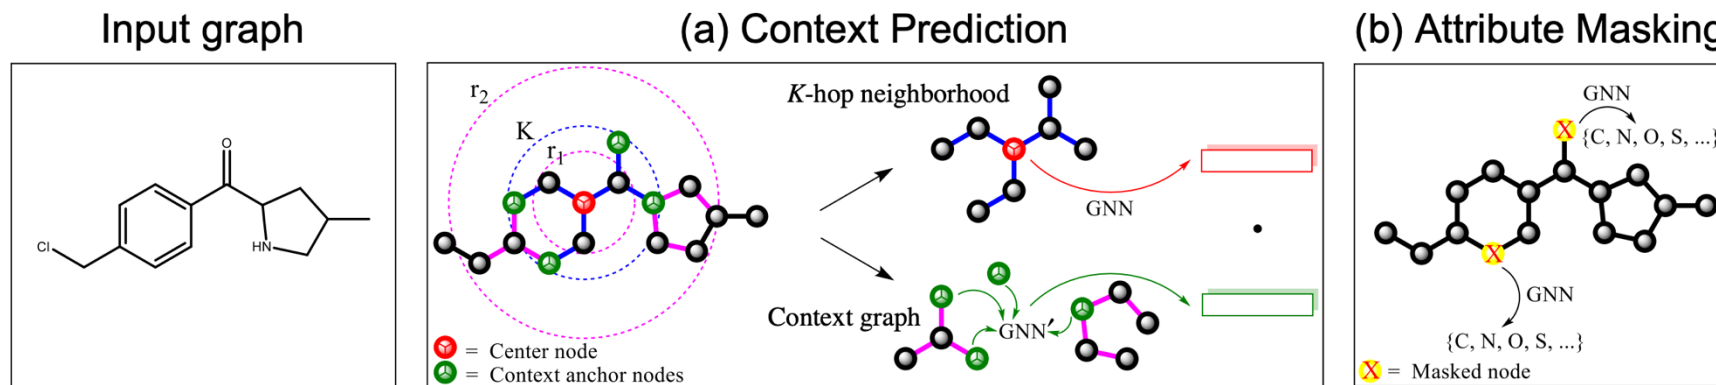 Input graph
(a) Context Prediction
(b) Attribute Masking
O
Cl
HN
r2
K
r1
K-hop neighborhood
GNN
Context graph
GNN′
= Center node
= Context anchor nodes
X
GNN
{C, N, O, S, ...}
X
GNN
{C, N, O, S, ...}
X = Masked node